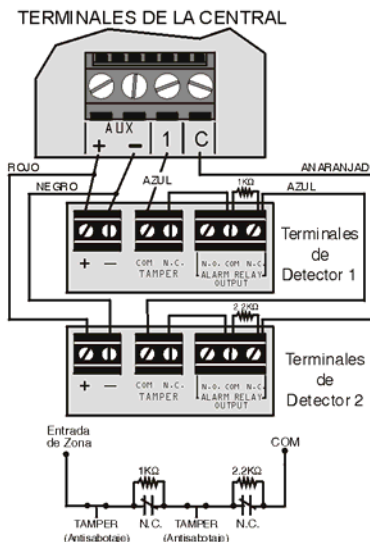 TERMINALES DE LA CENTRAL
AUX
+ − 1 C
ROJO
ANARANJAD
NEGRO
AZUL
1KΩ
AZUL
Terminales
de
Detector 1
+ −
COM N.C.
TAMPER
N.O. COM N.C.
ALARM RELAY
OUTPUT
2.2KΩ
Terminales
de
Detector 2
+ −
COM N.C.
TAMPER
N.O. COM N.C.
ALARM RELAY
OUTPUT
Entrada
de Zona
COM
1KΩ
2.2KΩ
TAMPER
(Antisabotaje)
N.C.
TAMPER
(Antisabotaje)
N.C.